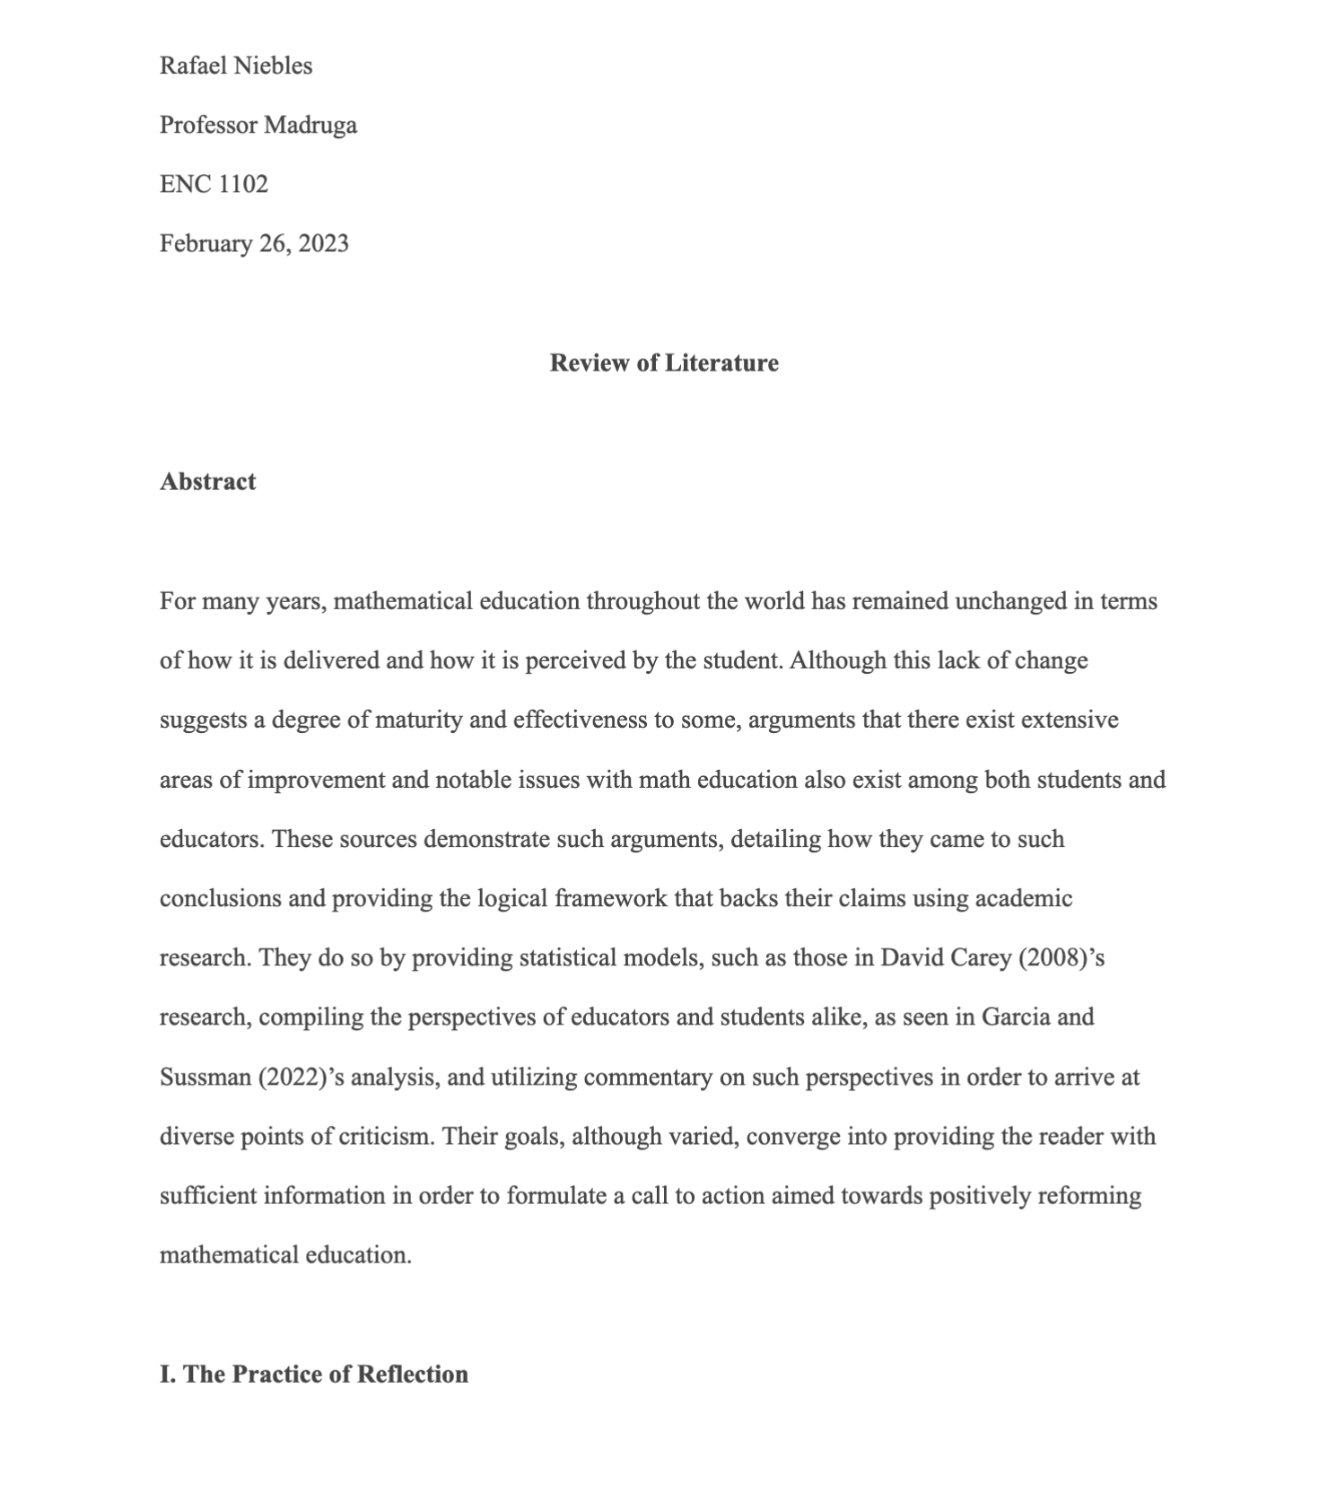 Rafael Niebles
Professor Madruga
ENC 1102
February 26, 2023
Review of Literature
Abstract
For many years, mathematical education throughout the world has remained unchanged in terms
of how it is delivered and how it is perceived by the student. Although this lack of change
suggests a degree of maturity and effectiveness to some, arguments that there exist extensive
areas of improvement and notable issues with math education also exist among both students and
educators. These sources demonstrate such arguments, detailing how they came to such
conclusions and providing the logical framework that backs their claims using academic
research. They do so by providing statistical models, such as those in David Carey (2008)’s
research, compiling the perspectives of educators and students alike, as seen in Garcia and
Sussman (2022)’s analysis, and utilizing commentary on such perspectives in order to arrive at
diverse points of criticism. Their goals, although varied, converge into providing the reader with
sufficient information in order to formulate a call to action aimed towards positively reforming
mathematical education.
I. The Practice of Reflection